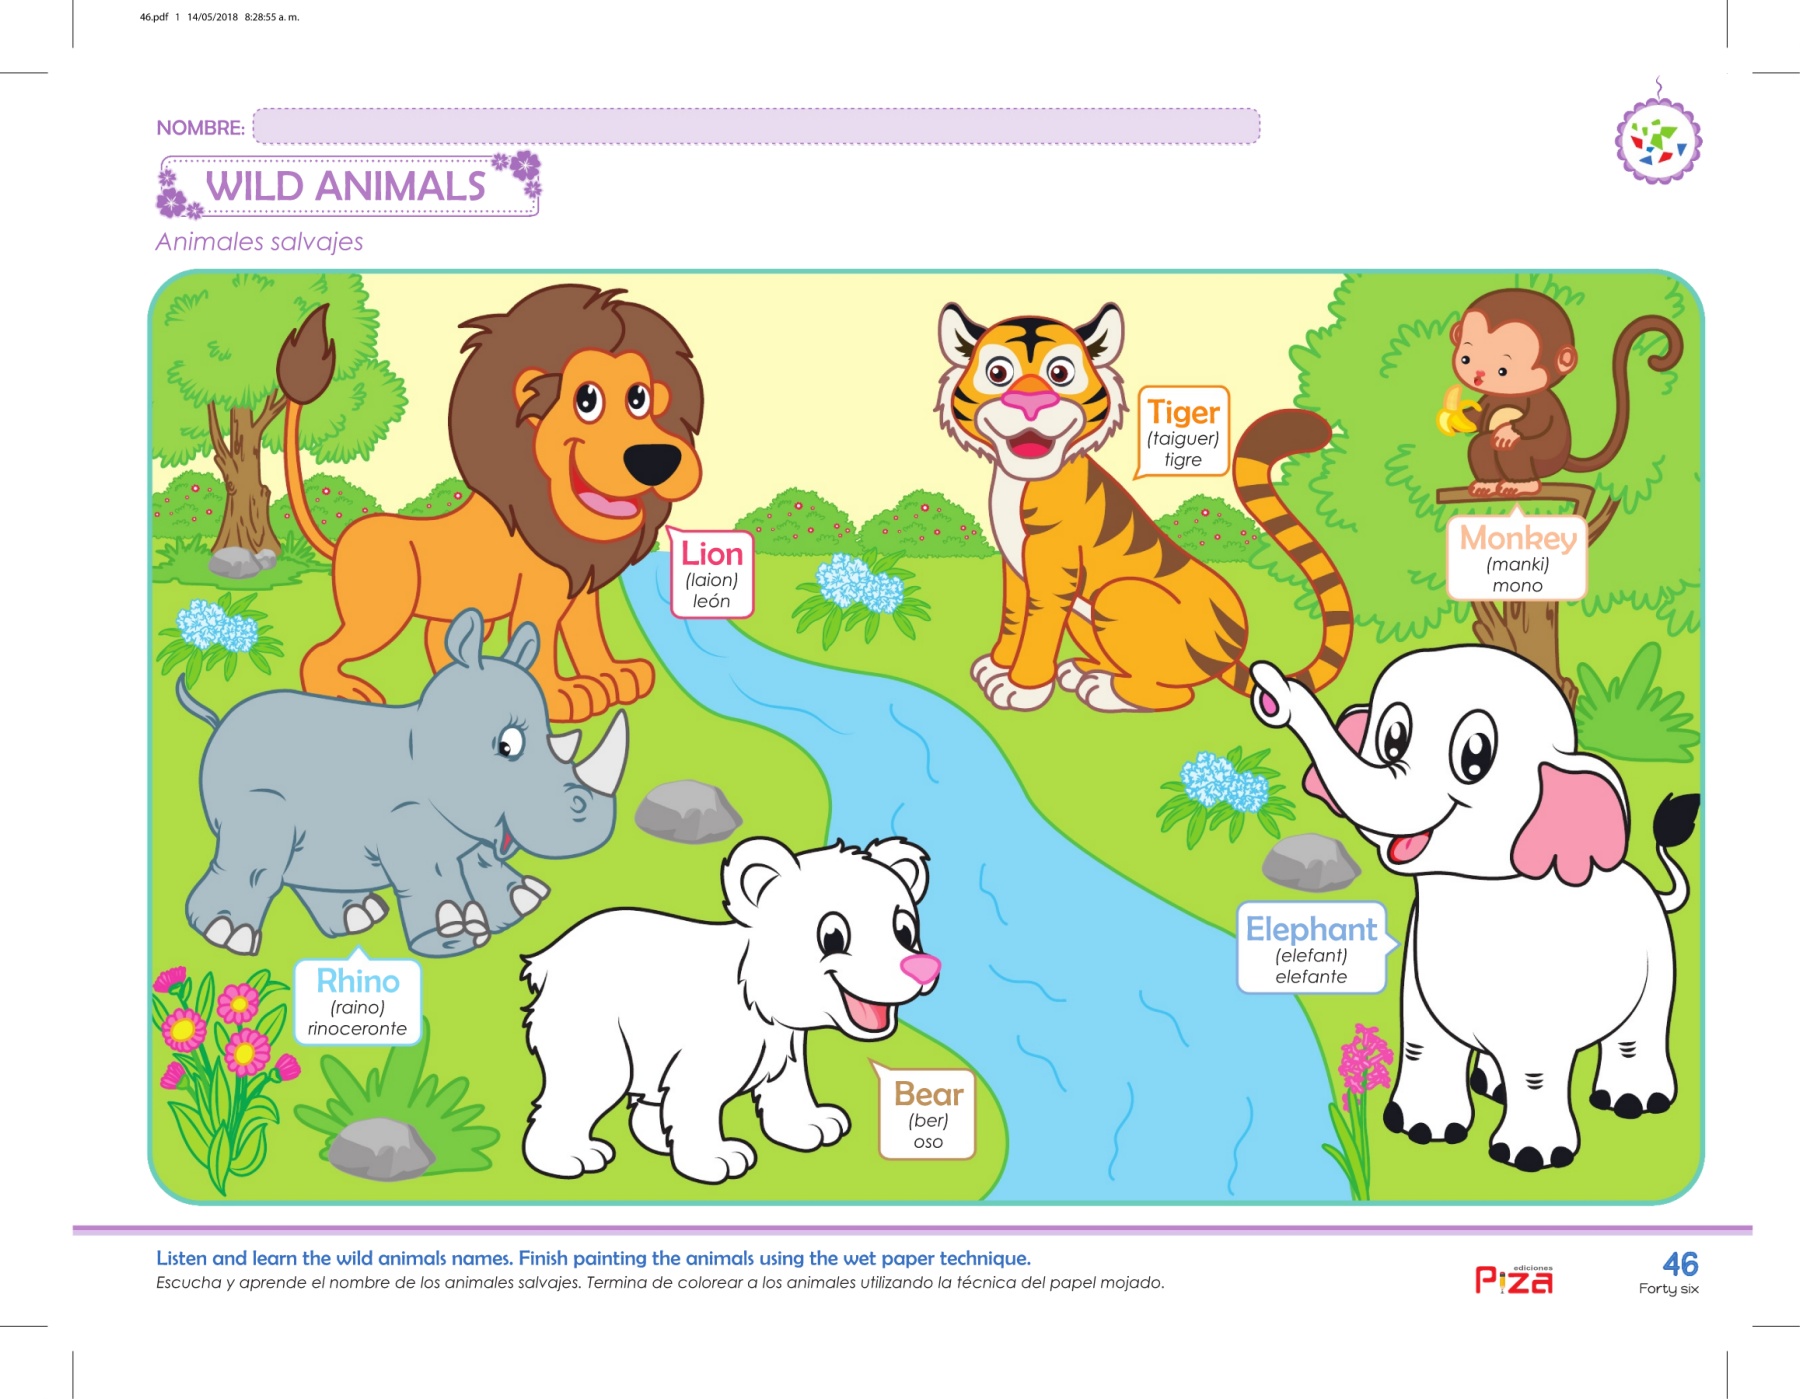 46.pdf 1 14/05/2018 8:28:55 a. m.
NOMBRE:
WILD ANIMALS
Animales salvajes
Tiger
(taiguer)
tigre
Lion
(laion)
león
Monkey
(manki)
mono
Elephant
(elefant)
elefante
Rhino
(raino)
rinoceronte
Bear
(ber)
oso
Listen and learn the wild animals names. Finish painting the animals using the wet paper technique.
Escucha y aprende el nombre de los animales salvajes. Termina de colorear a los animales utilizando la técnica del papel mojado.
ediciones
Piza
46
Forty six